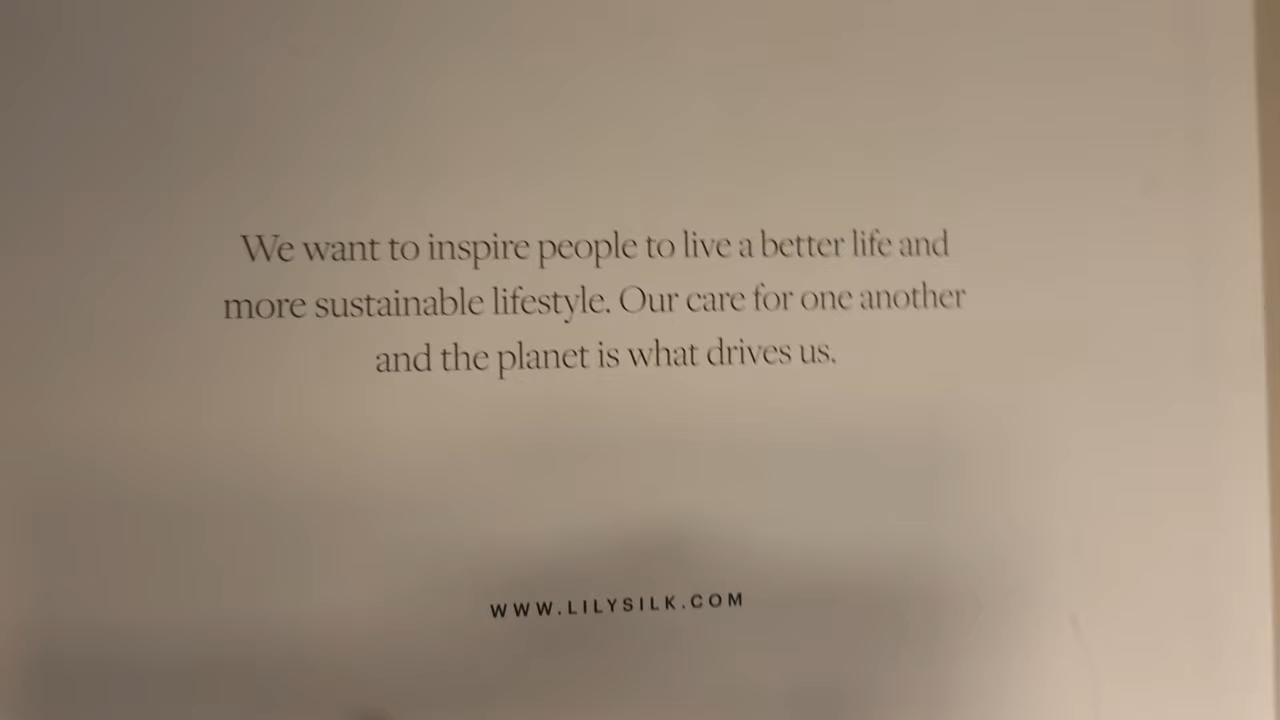 We want to inspire people to live a better life and
more sustainable lifestyle. Our care for one another
and the planet is what drives us.
WWW.LILYSILK.COM